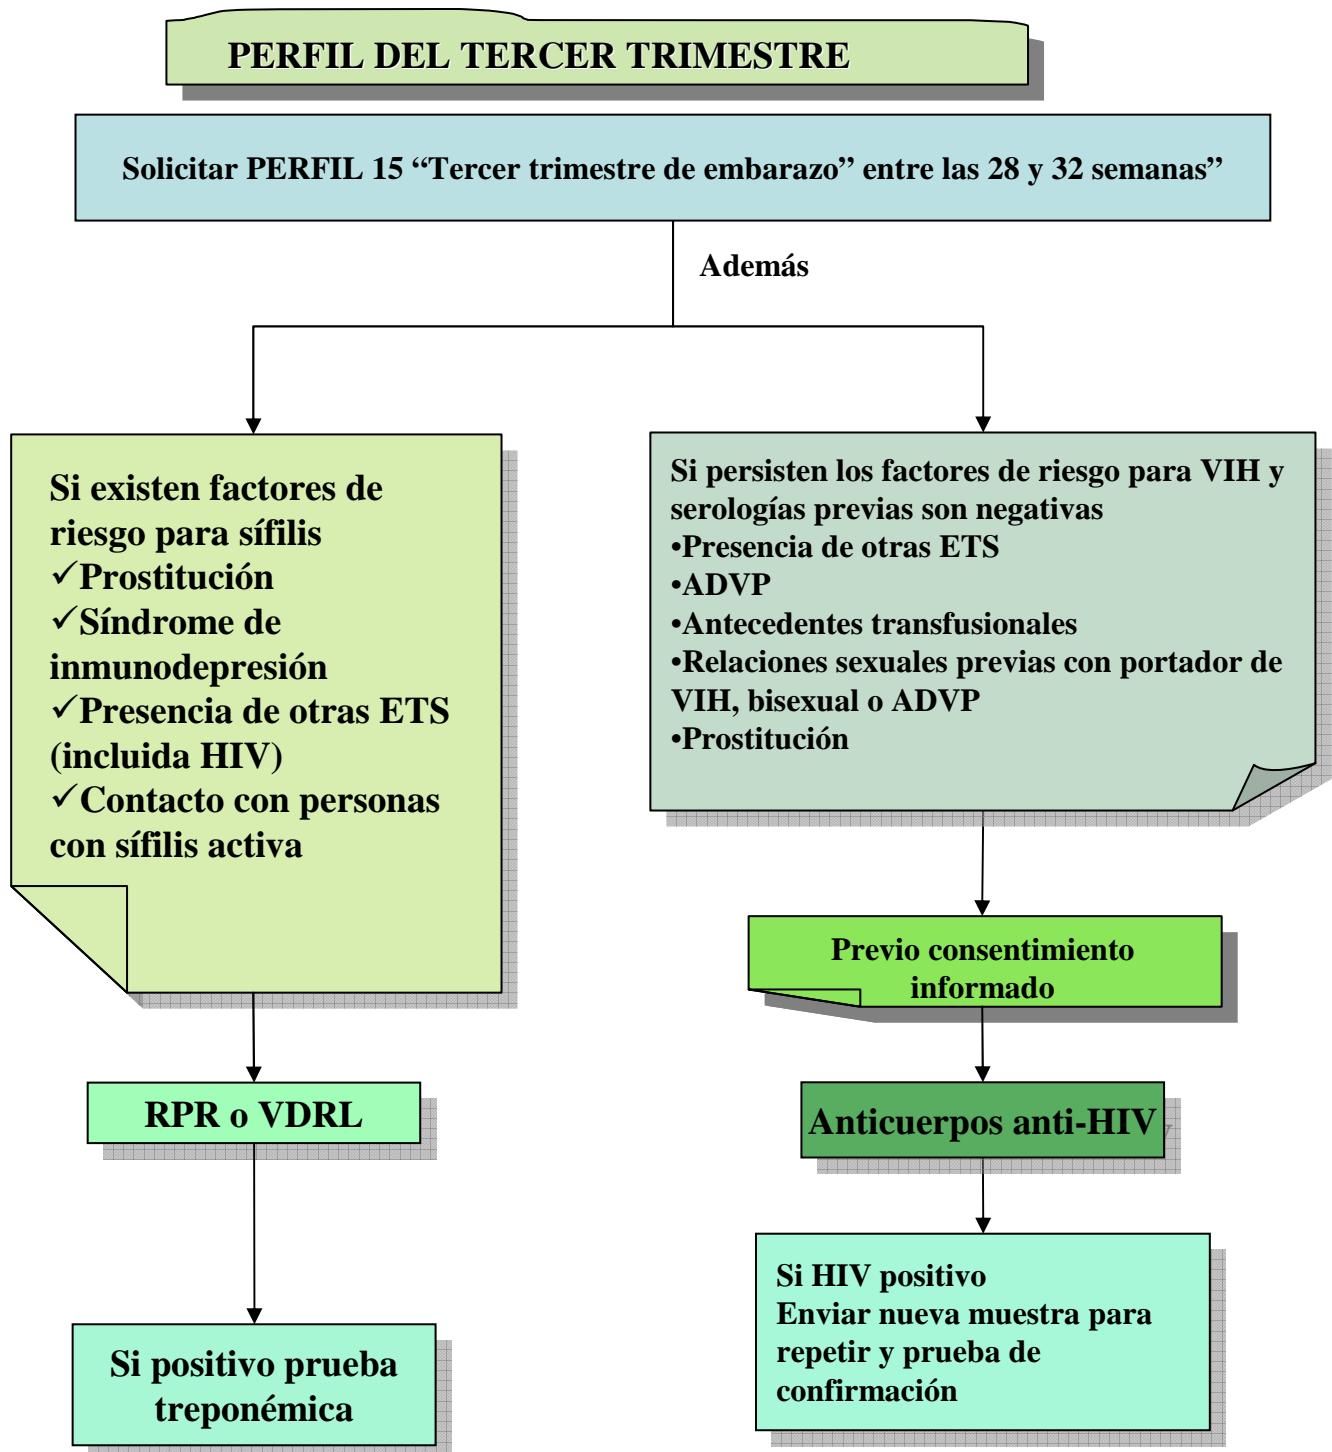 PERFIL DEL TERCER TRIMESTRE
Solicitar PERFIL 15 “Tercer trimestre de embarazo” entre las 28 y 32 semanas”
Además
Si existen factores de
riesgo para sífilis
✓Prostitución
✓Síndrome de
inmunodepresión
✓Presencia de otras ETS
(incluida HIV)
✓Contacto con personas
con sífilis activa
RPR o VDRL
Si positivo prueba
treponémica
Si persisten los factores de riesgo para VIH y
serologías previas son negativas
•Presencia de otras ETS
•ADVP
•Antecedentes transfusionales
•Relaciones sexuales previas con portador de
VIH, bisexual o ADVP
•Prostitución
Previo consentimiento
informado
Anticuerpos anti-HIV
Si HIV positivo
Enviar nueva muestra para
repetir y prueba de
confirmación